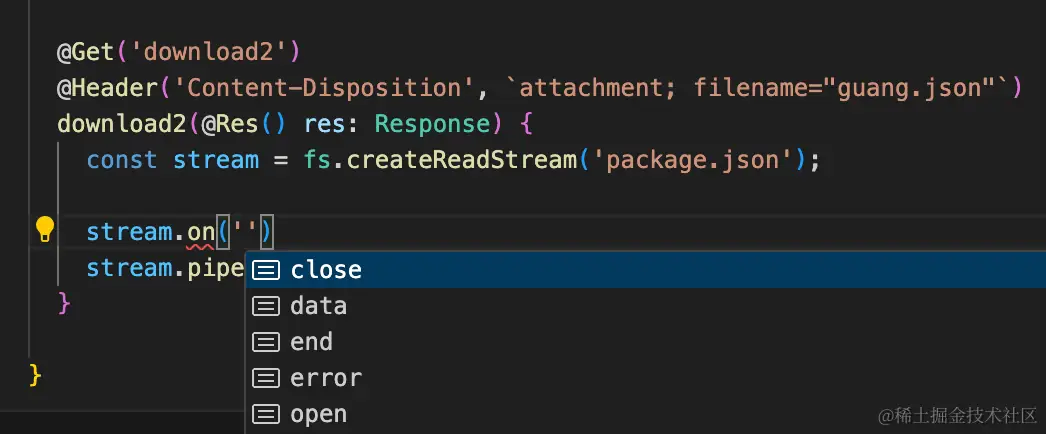 @Get('download2')
@Header('Content-Disposition', `attachment; filename="guang.json"`)
download2(@Res() res: Response) {
const stream = fs.createReadStream('package.json');
stream.on('')
stream.pipe
close
data
end
error
open
}
}
@稀土掘金技术社区